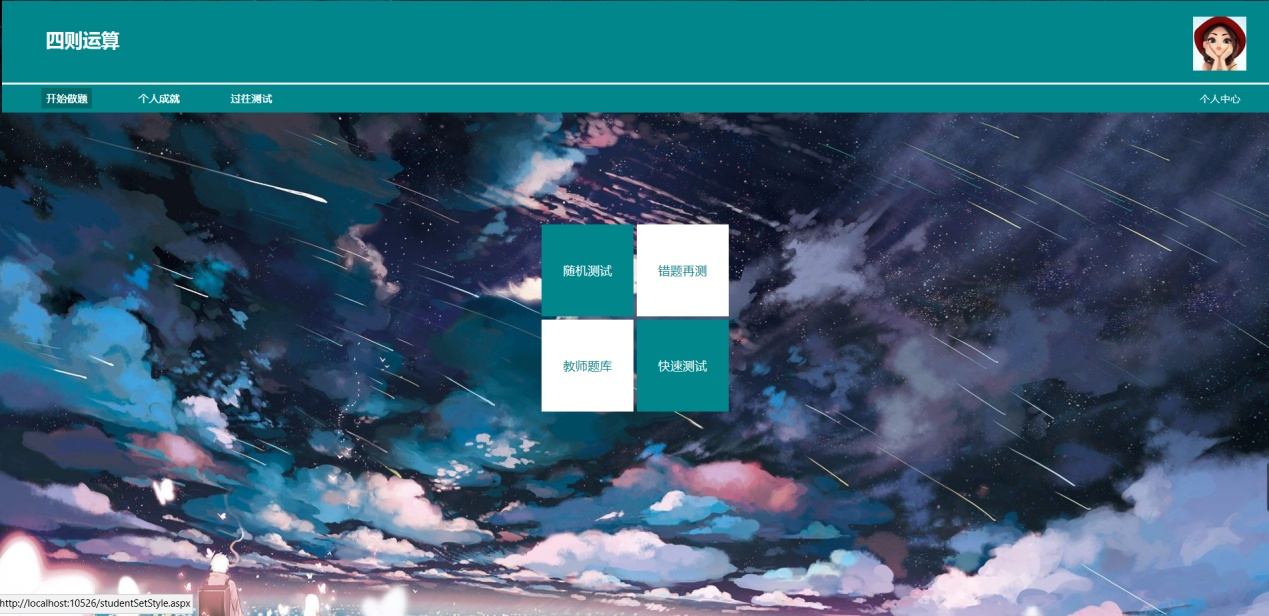 四则运算
开始做题 个人成就 过往测试 个人中心
随机测试 错题再测
教师题库 快速测试
http://localhost:10526/studentSetStyle.aspx